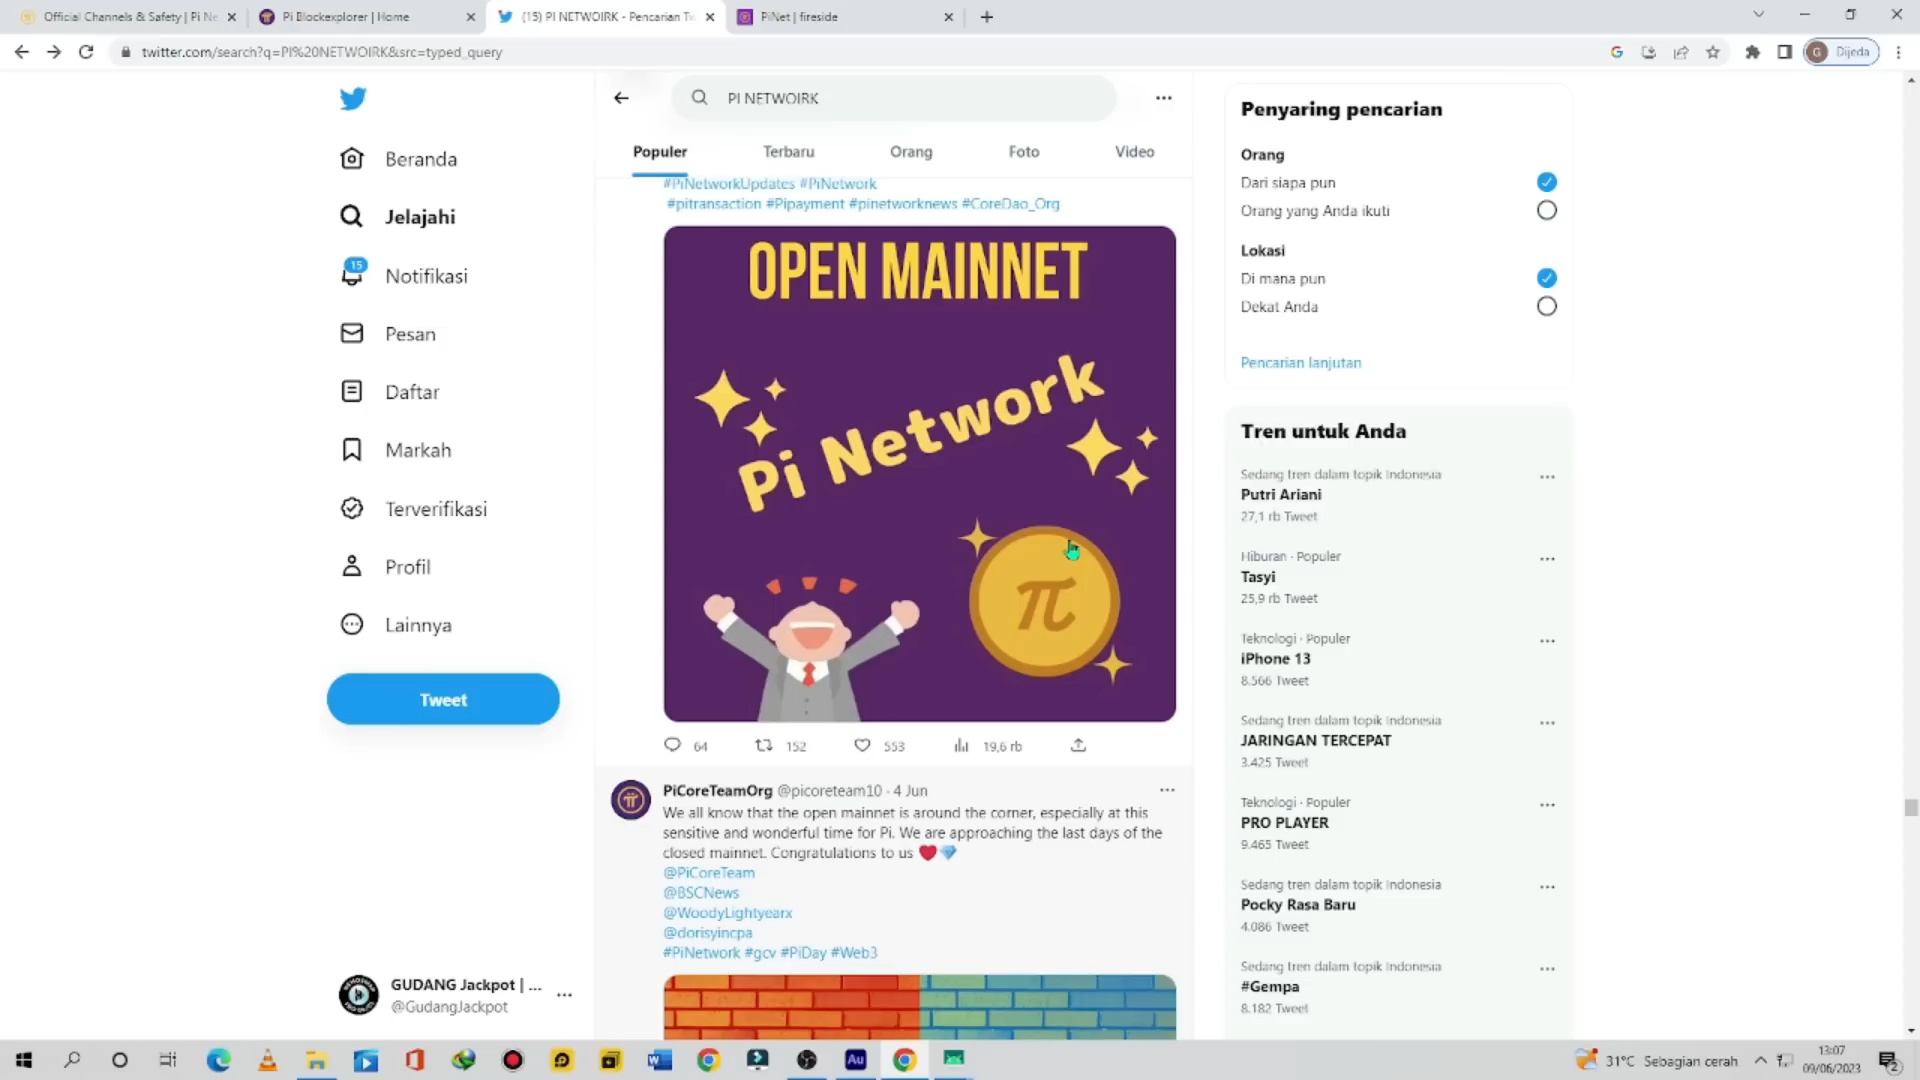 Official Channels & Safety | Pi Ne
Pi Blockexplorer | Home
(15) PI NETWOIRK - Pencarian Tw
PiNet | fireside
twitter.com/search?q=PI%20NETWOIRK&src=typed_query
G Dijeda
PI NETWOIRK
Populer Terbaru Orang Foto Video
Beranda
Jelajahi
15
Notifikasi
Pesan
Daftar
Markah
Terverifikasi
Profil
Lainnya
Tweet
GUDANG Jackpot | ...
@GudangJackpot
#PiNetworkUpdates #PiNetwork
#pitransaction #Pipayment #pinetworknews #CoreDao_Org
OPEN MAINNET
Pi Network
π
64 152 553 19,6 rb
PiCoreTeamOrg @picoreteam10 · 4 Jun
We all know that the open mainnet is around the corner, especially at this
sensitive and wonderful time for Pi. We are approaching the last days of the
closed mainnet. Congratulations to us ❤️💎
@PiCoreTeam
@BSCNews
@WoodyLightyearx
@dorisyincpa
#PiNetwork #gcv #PiDay #Web3
Penyaring pencarian
Orang
Dari siapa pun
Orang yang Anda ikuti
Lokasi
Di mana pun
Dekat Anda
Pencarian lanjutan
Tren untuk Anda
Sedang tren dalam topik Indonesia
Putri Ariani
27,1 rb Tweet
Hiburan · Populer
Tasyi
25,9 rb Tweet
Teknologi · Populer
iPhone 13
8.566 Tweet
Sedang tren dalam topik Indonesia
JARINGAN TERCEPAT
3.425 Tweet
Teknologi · Populer
PRO PLAYER
9.465 Tweet
Sedang tren dalam topik Indonesia
Pocky Rasa Baru
4.086 Tweet
Sedang tren dalam topik Indonesia
#Gempa
8.182 Tweet
Au
31°C Sebagian cerah
13:07
09/06/2023
2